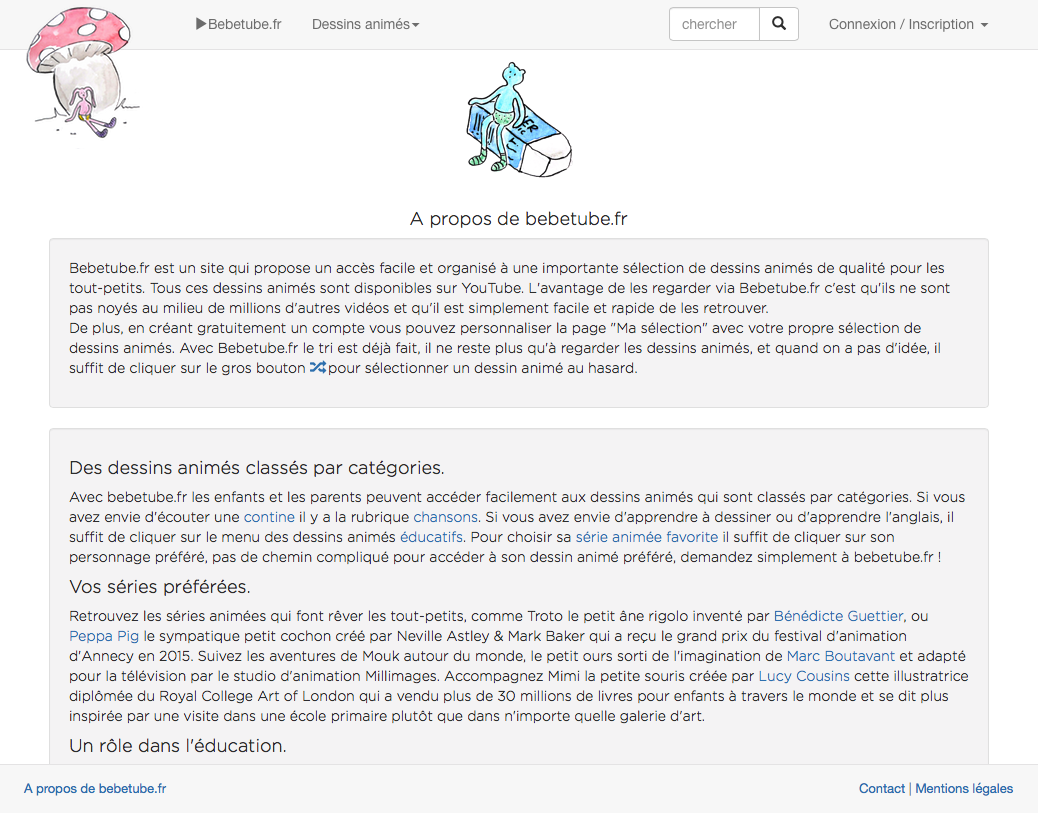 Bebetube.fr
Dessins animés
chercher
Connexion / Inscription
A propos de bebetube.fr
Bebetube.fr est un site qui propose un accès facile et organisé à une importante sélection de dessins animés de qualité pour les
tout-petits. Tous ces dessins animés sont disponibles sur YouTube. L'avantage de les regarder via Bebetube.fr c'est qu'ils ne sont
pas noyés au milieu de millions d'autres vidéos et qu'il est simplement facile et rapide de les retrouver.
De plus, en créant gratuitement un compte vous pouvez personnaliser la page "Ma sélection" avec votre propre sélection de
dessins animés. Avec Bebetube.fr le tri est déjà fait, il ne reste plus qu'à regarder les dessins animés, et quand on a pas d'idée, il
suffit de cliquer sur le gros bouton pour sélectionner un dessin animé au hasard.
Des dessins animés classés par catégories.
Avec bebetube.fr les enfants et les parents peuvent accéder facilement aux dessins animés qui sont classés par catégories. Si vous
avez envie d'écouter une contine il y a la rubrique chansons. Si vous avez envie d'apprendre à dessiner ou d'apprendre l'anglais, il
suffit de cliquer sur le menu des dessins animés éducatifs. Pour choisir sa série animée favorite il suffit de cliquer sur son
personnage préféré, pas de chemin compliqué pour accéder à son dessin animé préféré, demandez simplement à bebetube.fr !
Vos séries préférées.
Retrouvez les séries animées qui font rêver les tout-petits, comme Troto le petit âne rigolo inventé par Bénédicte Guettier, ou
Peppa Pig le sympatique petit cochon créé par Neville Astley & Mark Baker qui a reçu le grand prix du festival d'animation
d'Annecy en 2015. Suivez les aventures de Mouk autour du monde, le petit ours sorti de l'imagination de Marc Boutavant et adapté
pour la télévision par le studio d'animation Millimages. Accompagnez Mimi la petite souris créée par Lucy Cousins cette illustratrice
diplômée du Royal College Art of London qui a vendu plus de 30 millions de livres pour enfants à travers le monde et se dit plus
inspirée par une visite dans une école primaire plutôt que dans n'importe quelle galerie d'art.
Un rôle dans l'éducation.
A propos de bebetube.fr
Contact | Mentions légales